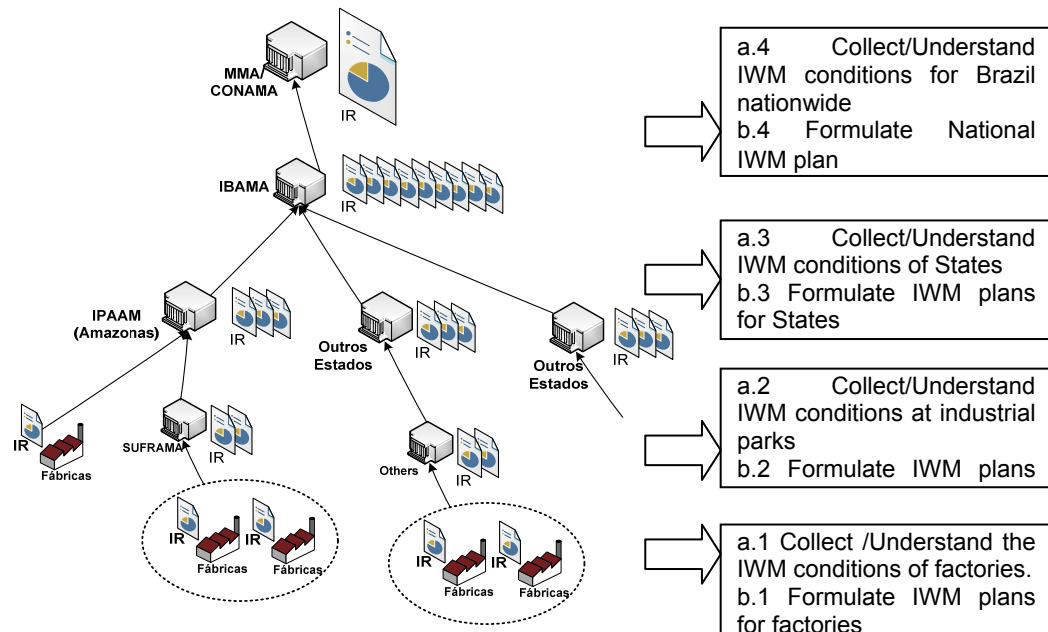 MMA/
CONAMA
IR
a.4 Collect/Understand
IWM conditions for Brazil
nationwide
b.4 Formulate National
IWM plan
IBAMA
IR
a.3 Collect/Understand
IWM conditions of States
b.3 Formulate IWM plans
for States
IPAAM
(Amazonas)
IR
Outros
Estados
IR
Outros
Estados
IR
a.2 Collect/Understand
IWM conditions at industrial
parks
b.2 Formulate IWM plans
IR
Fábricas
SUFRAMA
IR
Others
IR
IR
Fábricas
IR
Fábricas
IR
Fábricas
IR
Fábricas
a.1 Collect /Understand the
IWM conditions of factories.
b.1 Formulate IWM plans
for factories